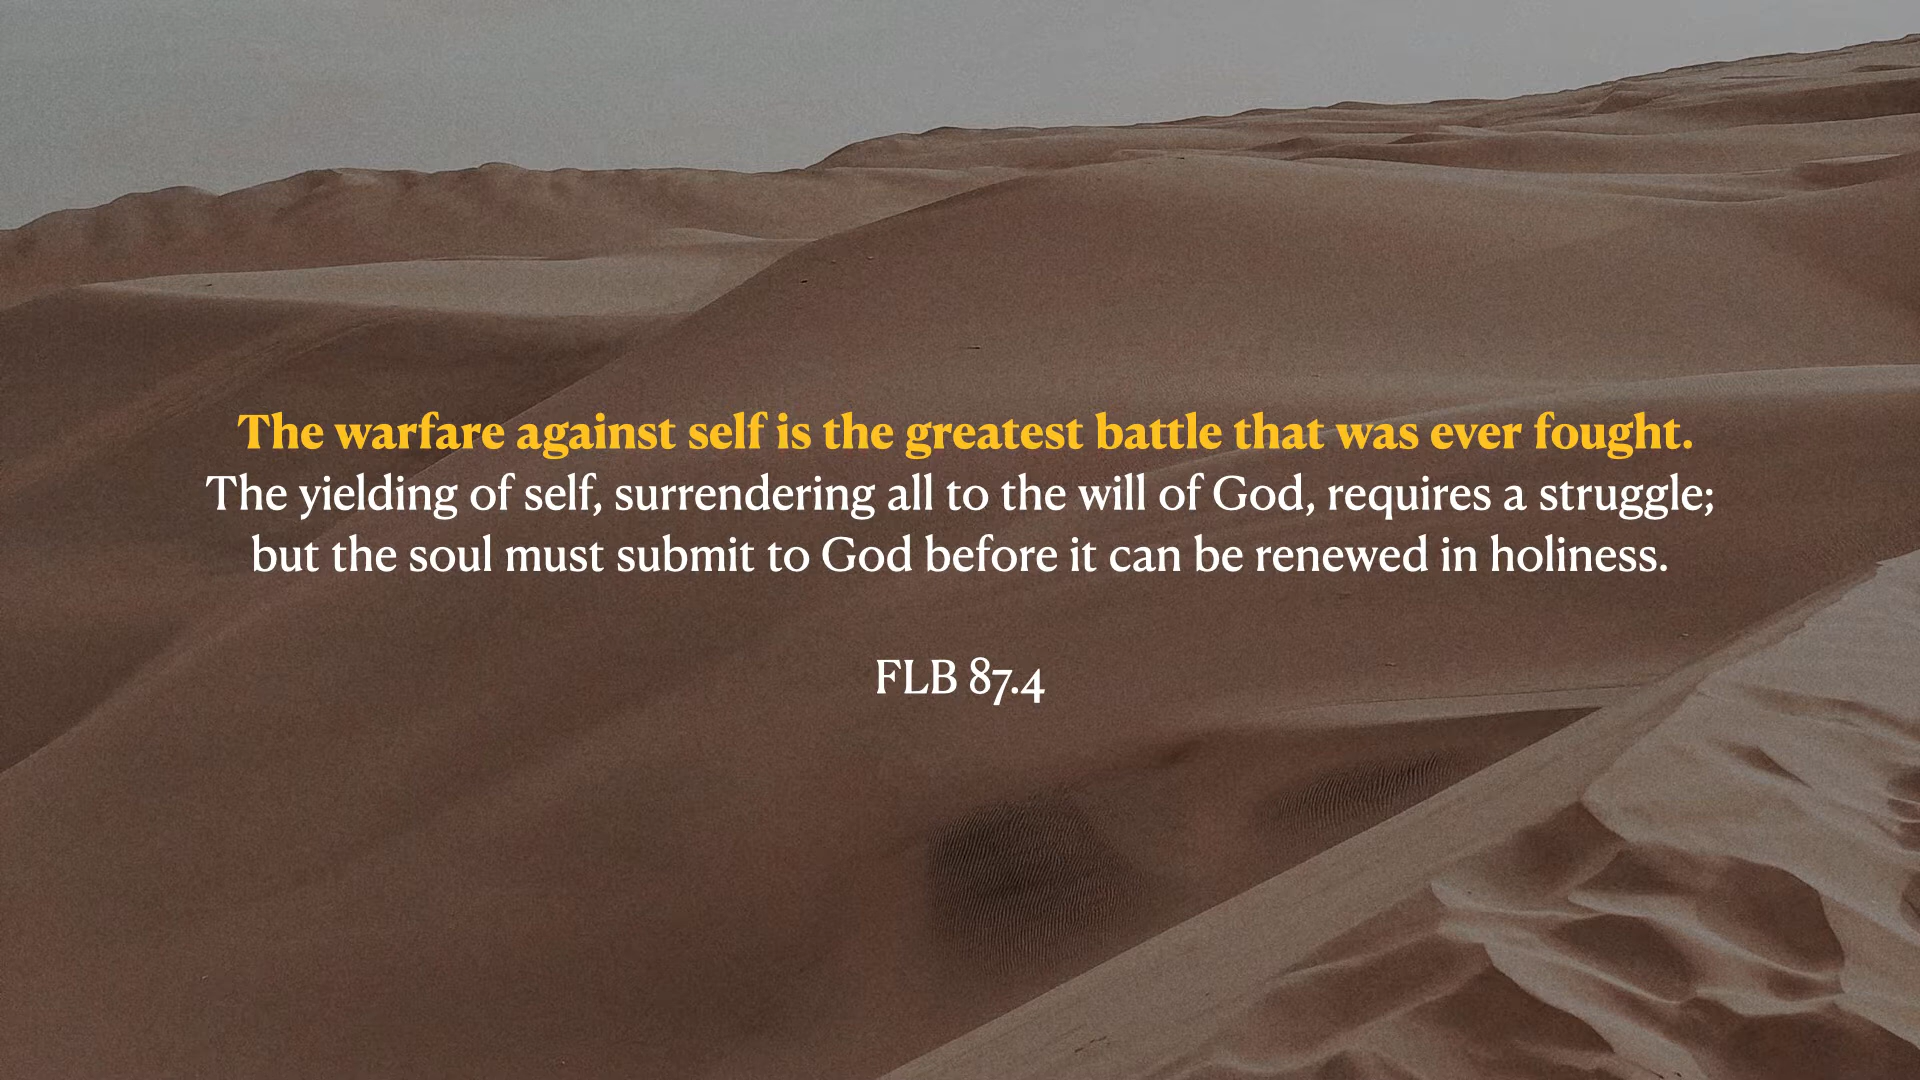 The warfare against self is the greatest battle that was ever fought.
The yielding of self, surrendering all to the will of God, requires a struggle;
but the soul must submit to God before it can be renewed in holiness.
FLB 87.4